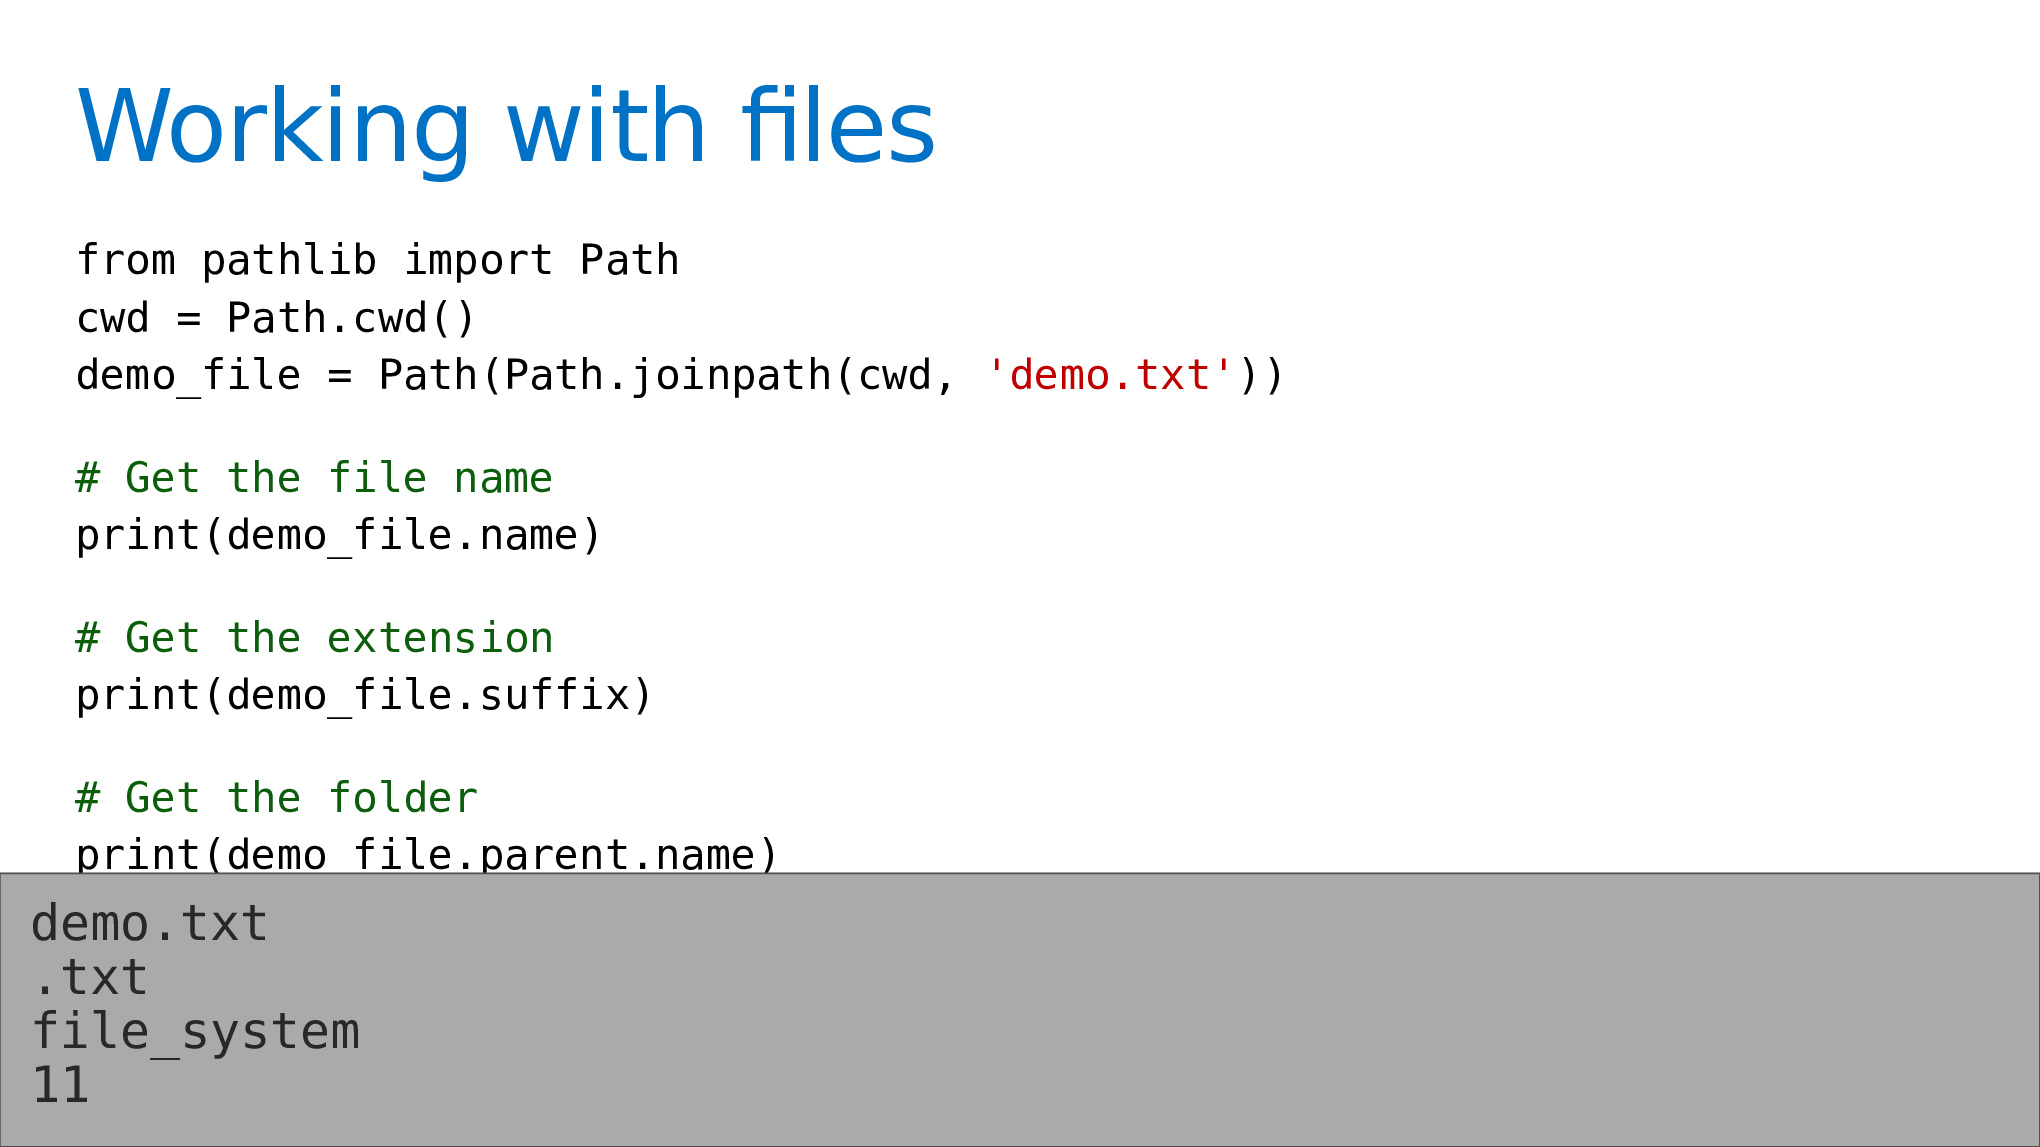 Working with files
from pathlib import Path
cwd = Path.cwd()
demo_file = Path(Path.joinpath(cwd, 'demo.txt'))
# Get the file name
print(demo_file.name)
# Get the extension
print(demo_file.suffix)
# Get the folder
print(demo_file.parent.name)
demo.txt
.txt
file_system
11